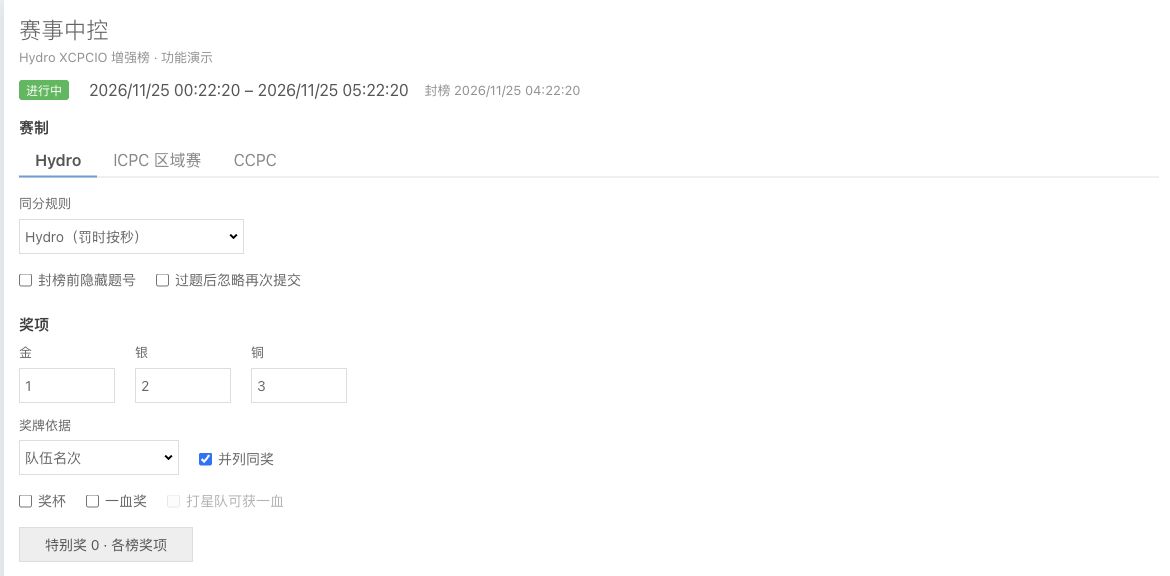 赛事中控
Hydro XCPCIO 增强榜 · 功能演示
进行中 2026/11/25 00:22:20 – 2026/11/25 05:22:20 封榜 2026/11/25 04:22:20
赛制
Hydro ICPC 区域赛 CCPC
同分规则
Hydro（罚时按秒）
封榜前隐藏题号 过题后忽略再次提交
奖项
金 银 铜
1 2 3
奖牌依据
队伍名次 并列同奖
奖杯 一血奖 打星队可获一血
特别奖 0 · 各榜奖项